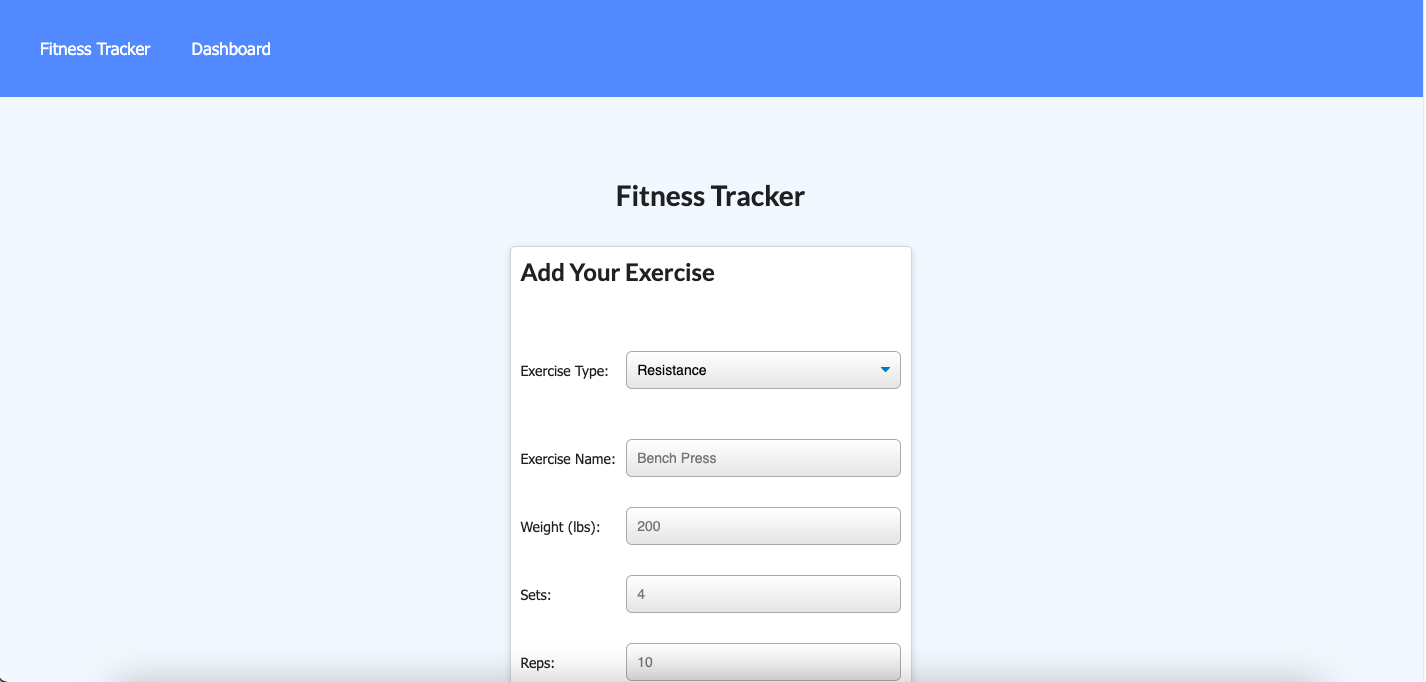 Fitness Tracker Dashboard
Fitness Tracker
Add Your Exercise
Exercise Type: Resistance
Exercise Name: Bench Press
Weight (lbs): 200
Sets: 4
Reps: 10